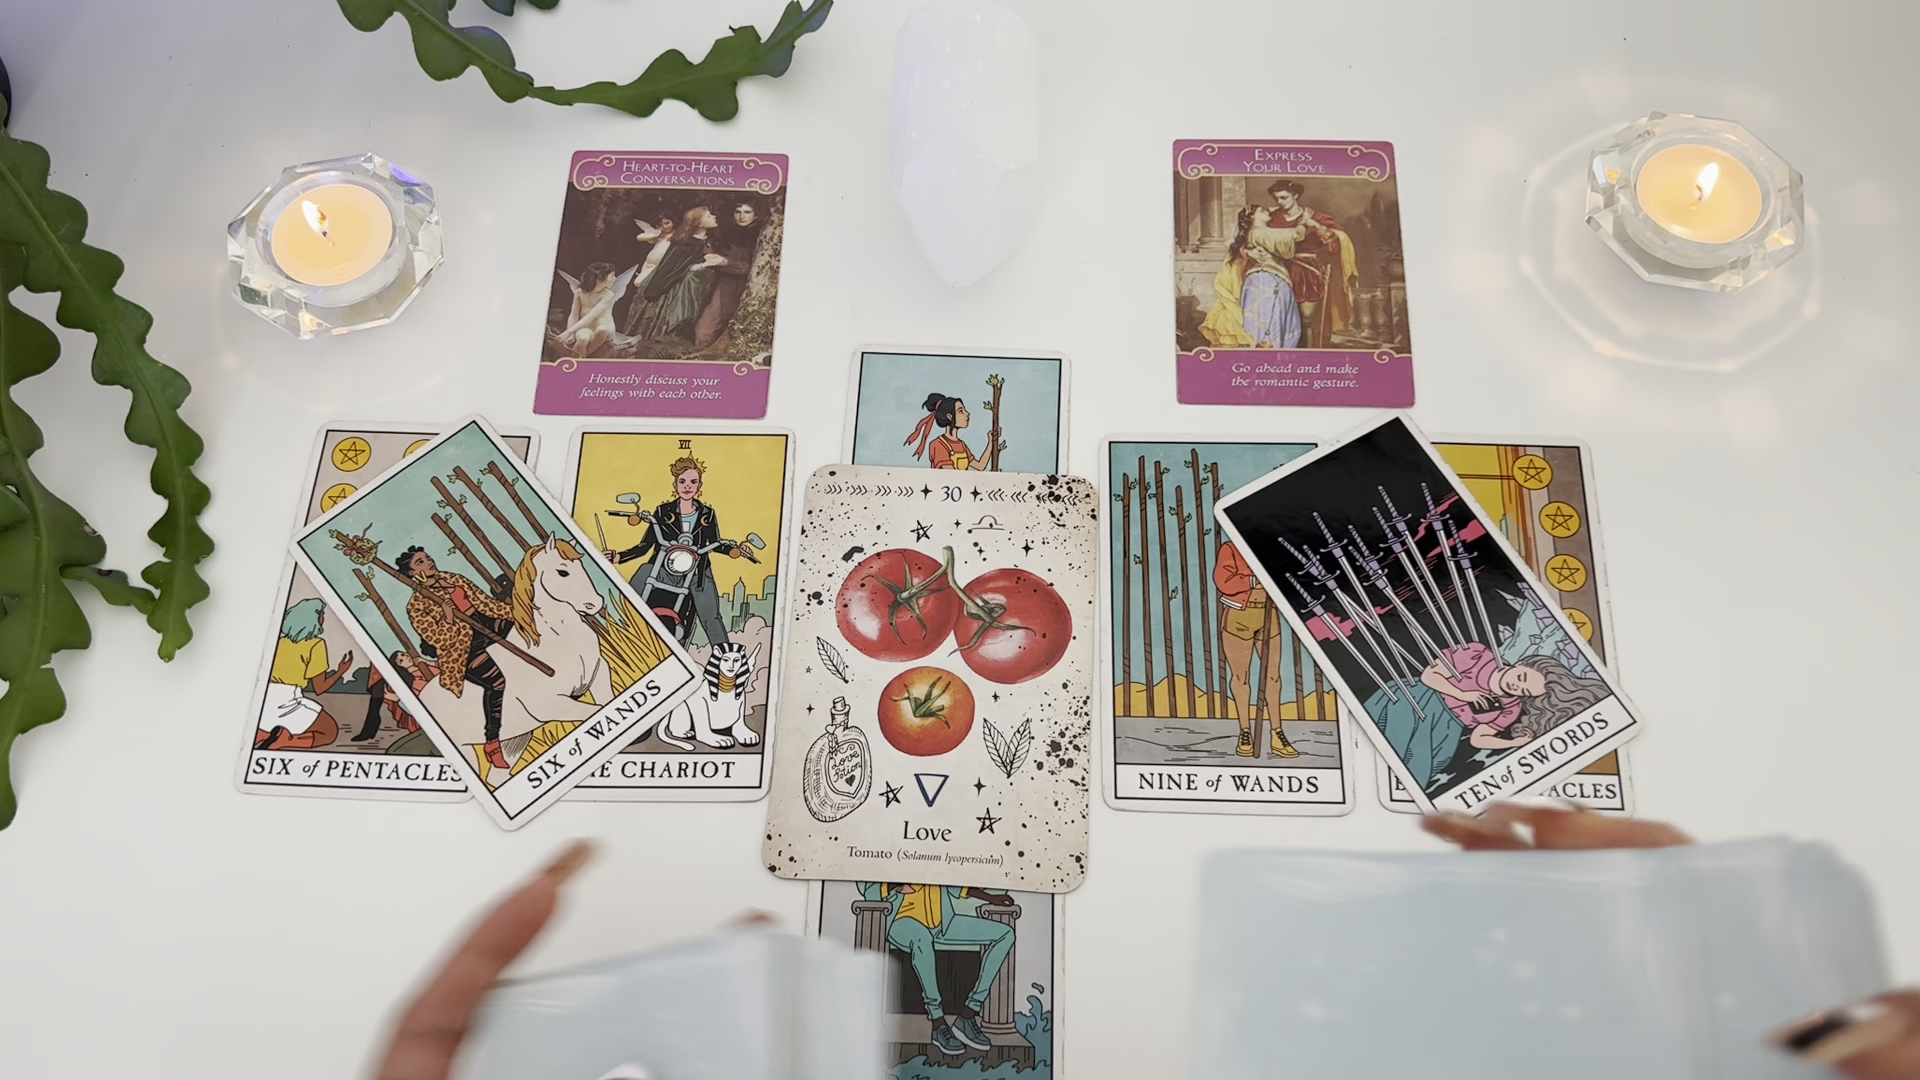 HEART-TO-HEART
CONVERSATIONS
Honestly discuss your
feelings with each other.
EXPRESS
YOUR LOVE
Go ahead and make
the romantic gesture.
SIX of PENTACLES
SIX of WANDS
VII
CHARIOT
30
Love
Potion
Love
Tomato (Solanum lycopersicum)
NINE of WANDS
TEN of SWORDS